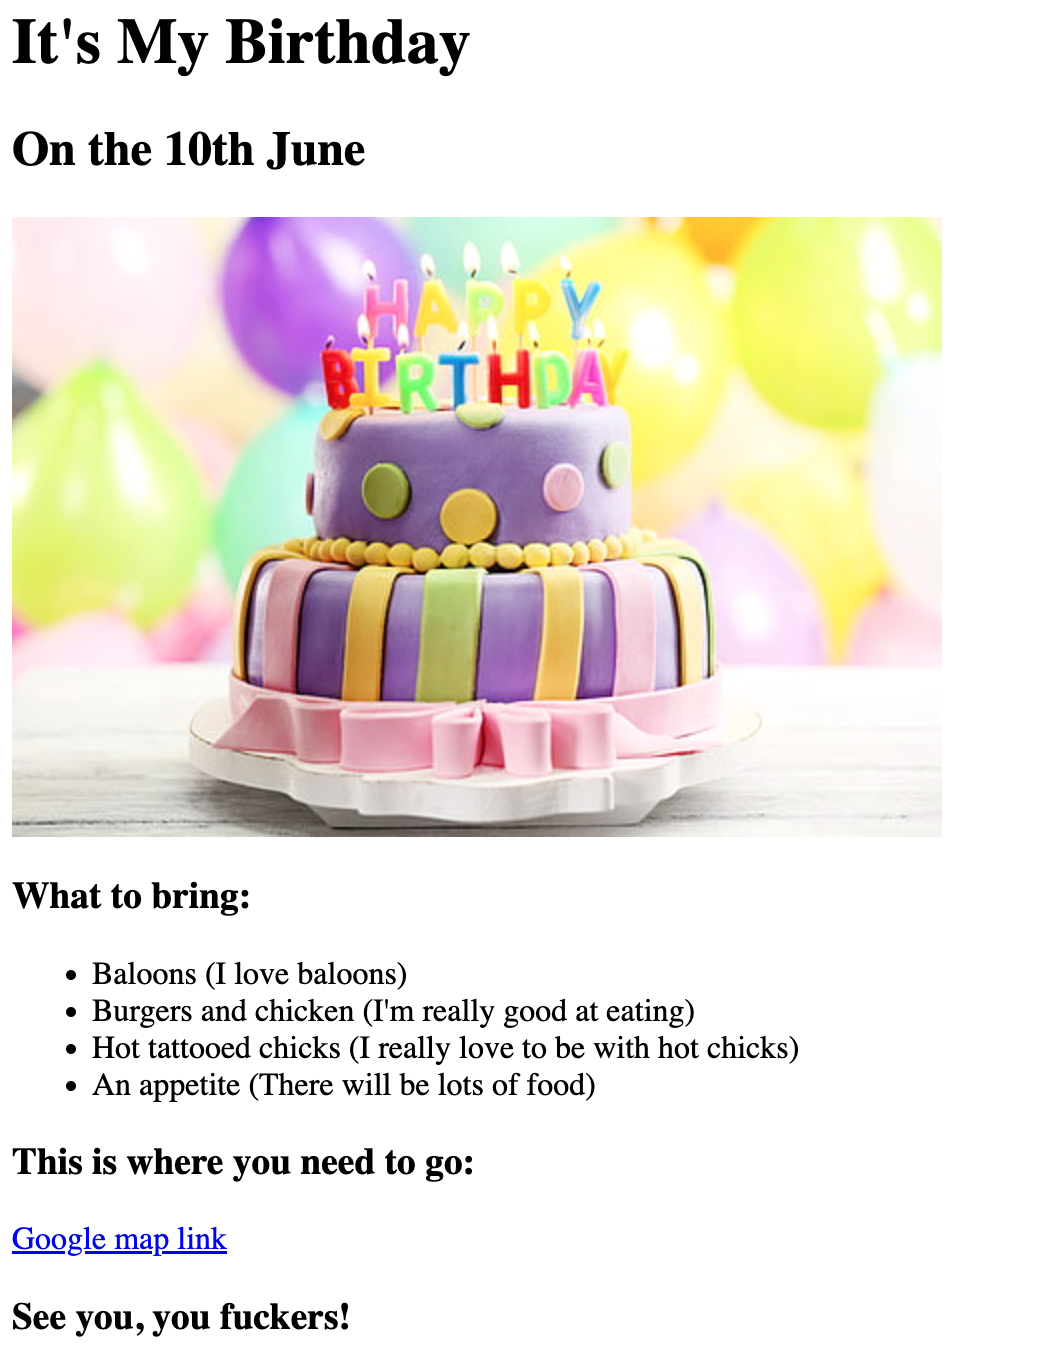 It's My Birthday
On the 10th June
HAPPY
BIRTHDAY
What to bring:
Baloons (I love baloons)
Burgers and chicken (I'm really good at eating)
Hot tattooed chicks (I really love to be with hot chicks)
An appetite (There will be lots of food)
This is where you need to go:
Google map link
See you, you fuckers!